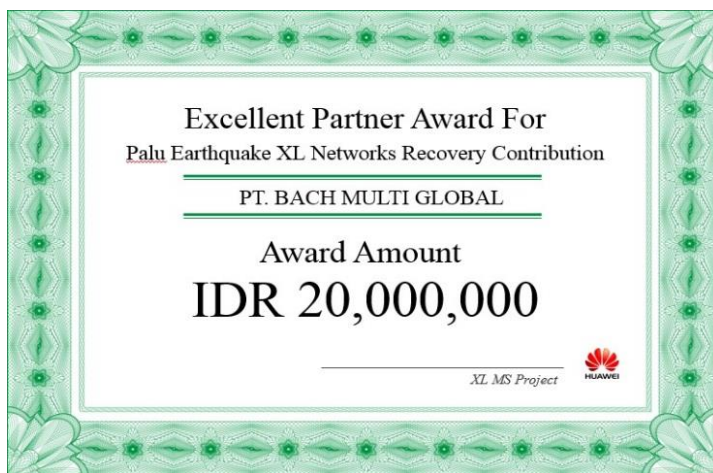 Excellent Partner Award For
Palu Earthquake XL Networks Recovery Contribution
PT. BACH MULTI GLOBAL
Award Amount
IDR 20,000,000
XL MS Project
HUAWEI